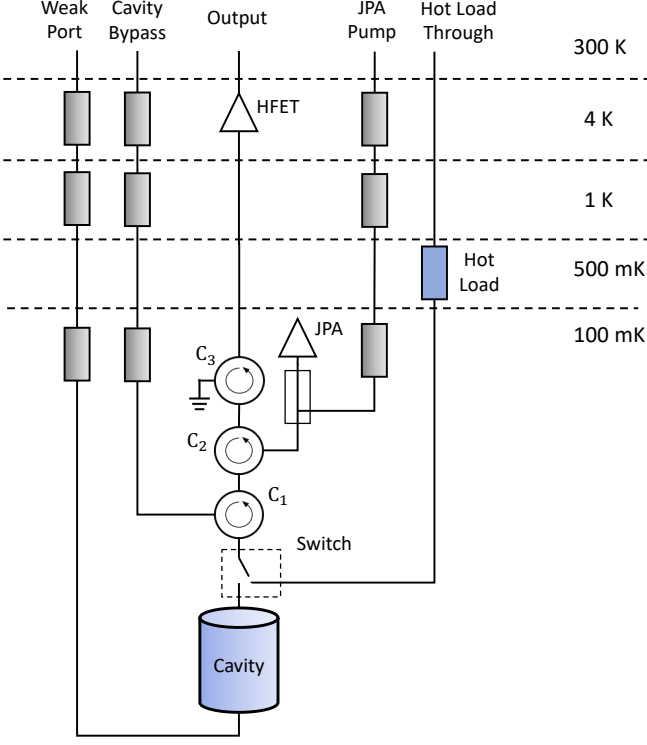 Weak
Port
Cavity
Bypass
Output
JPA
Pump
Hot Load
Through
300 K
HFET
4 K
1 K
Hot
Load
500 mK
JPA
100 mK
C₃
C₂
C₁
Switch
Cavity